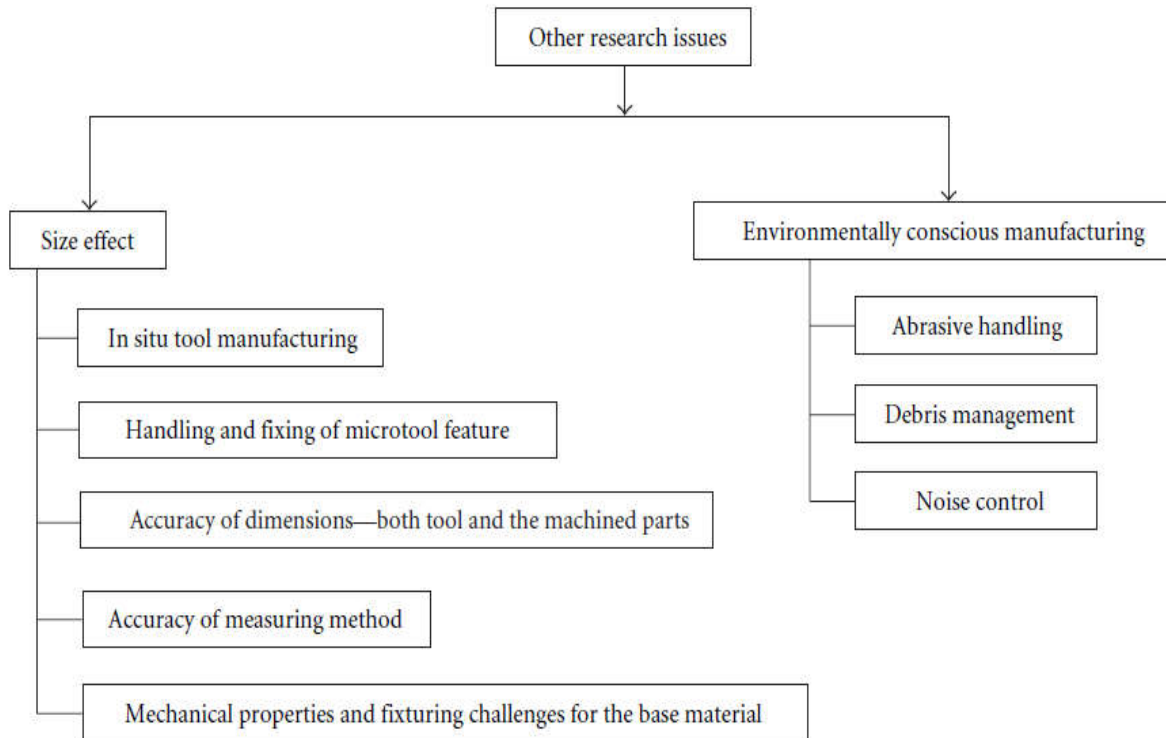 Other research issues
Size effect
In situ tool manufacturing
Handling and fixing of microtool feature
Accuracy of dimensions—both tool and the machined parts
Accuracy of measuring method
Mechanical properties and fixturing challenges for the base material
Environmentally conscious manufacturing
Abrasive handling
Debris management
Noise control